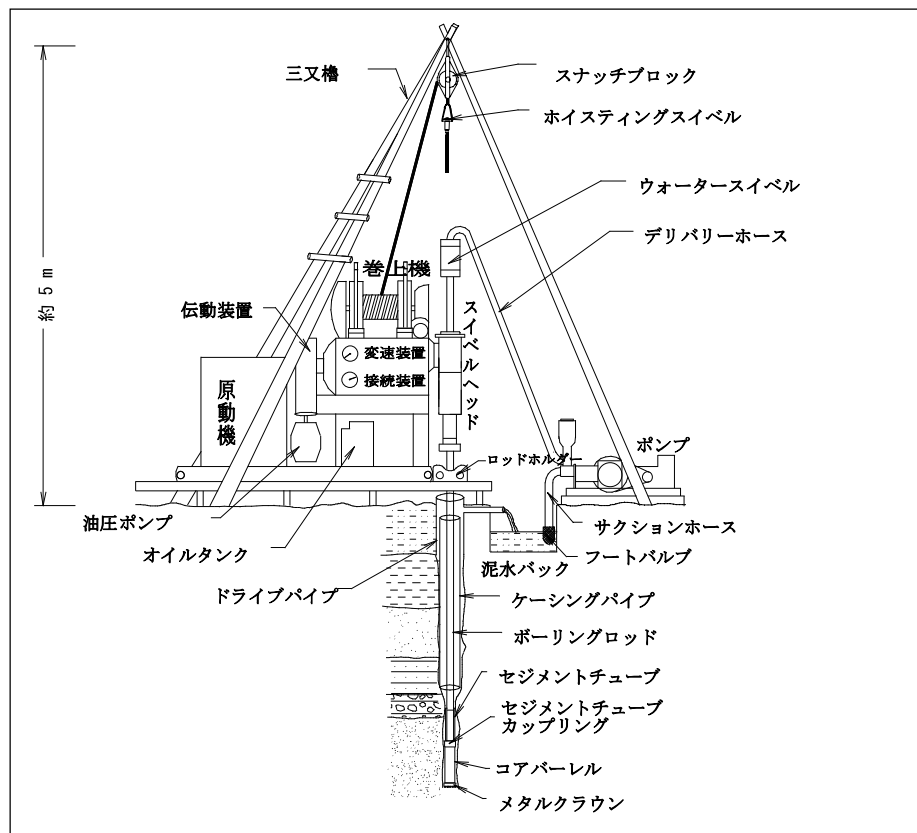 三又櫓
スナッチブロック
ホイスティングスイベル
ウォータースイベル
デリバリーホース
約5m
巻上機
伝動装置
スイベルヘッド
変速装置
接続装置
原動機
ロッドホルダー
ポンプ
油圧ポンプ
サクションホース
オイルタンク
フートバルブ
泥水バック
ドライブパイプ
ケーシングパイプ
ボーリングロッド
セジメントチューブ
セジメントチューブ
カップリング
コアバーレル
メタルクラウン